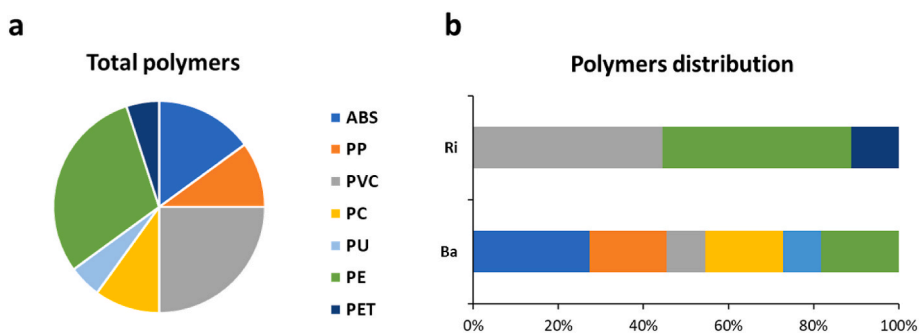 a
Total polymers
ABS
PP
PVC
PC
PU
PE
PET
b
Polymers distribution
Ri
Ba
0% 20% 40% 60% 80% 100%